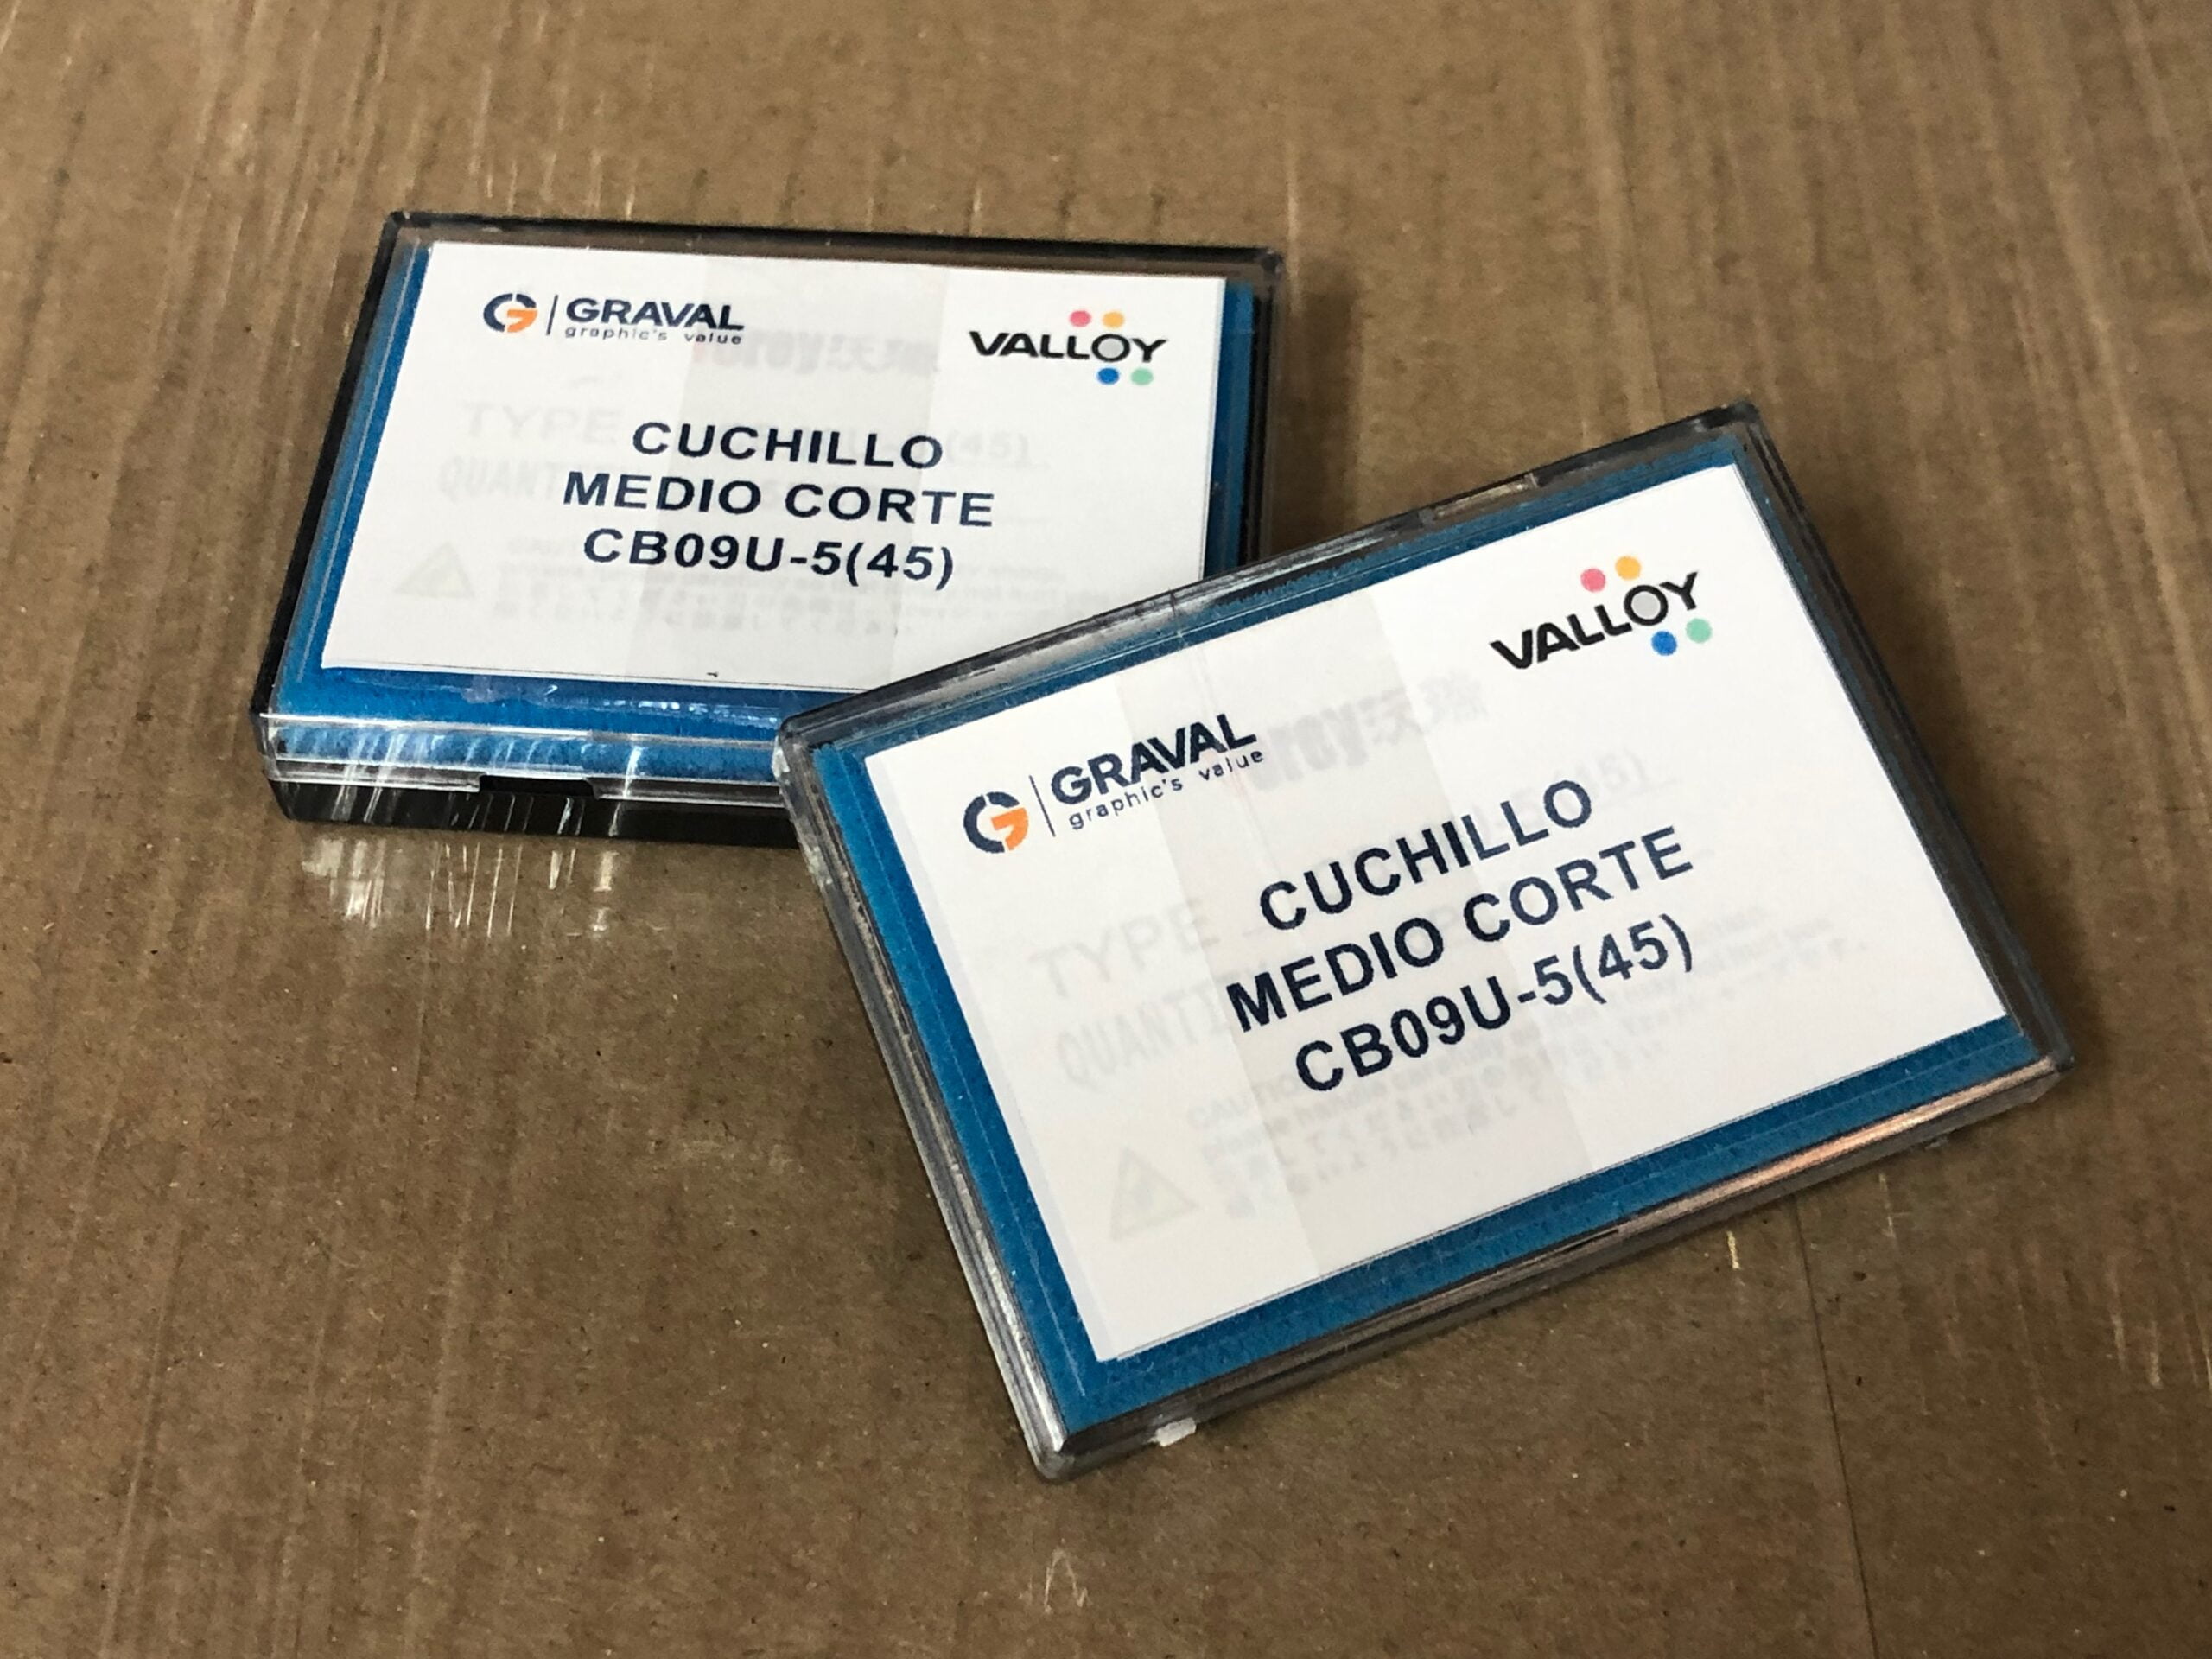 GRAVAL
graphic's value
VALLOY
CUCHILLO
MEDIO CORTE
CB09U-5(45)
GRAVAL
graphic's value
VALLOY
CUCHILLO
MEDIO CORTE
CB09U-5(45)
TYPE